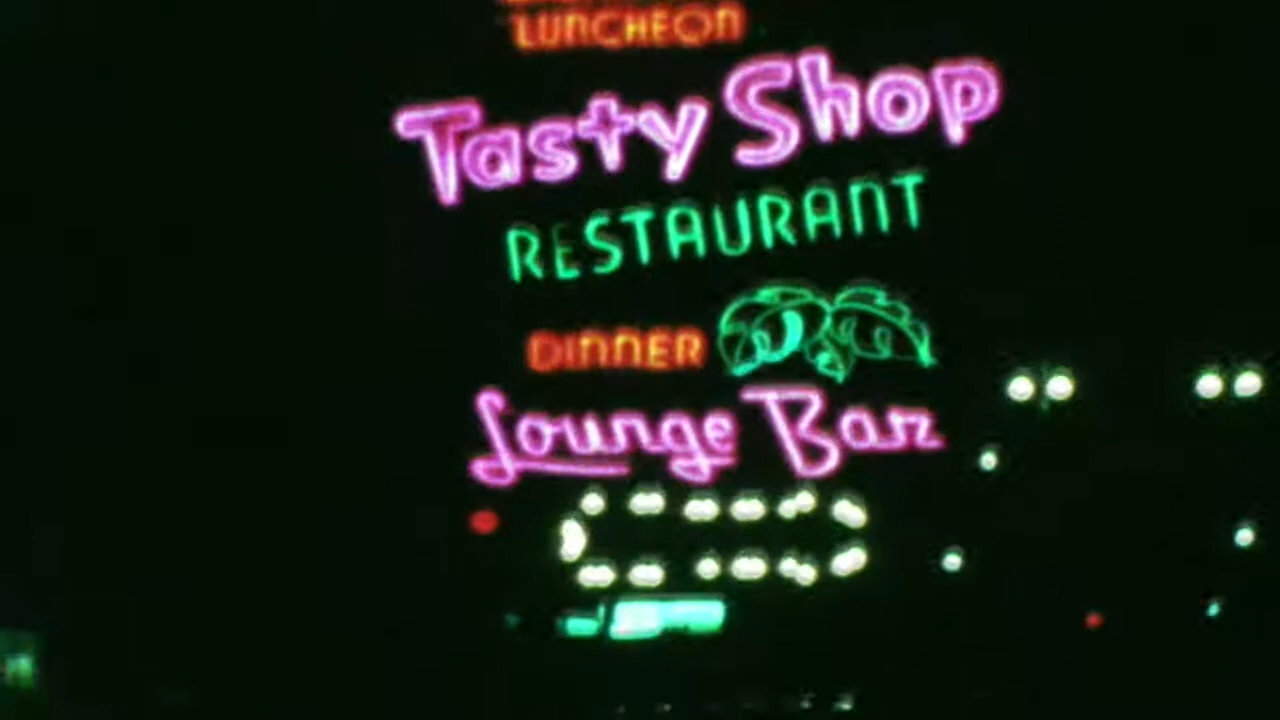 LUNCHEON
Tasty Shop
RESTAURANT
DINNER
Lounge Bar